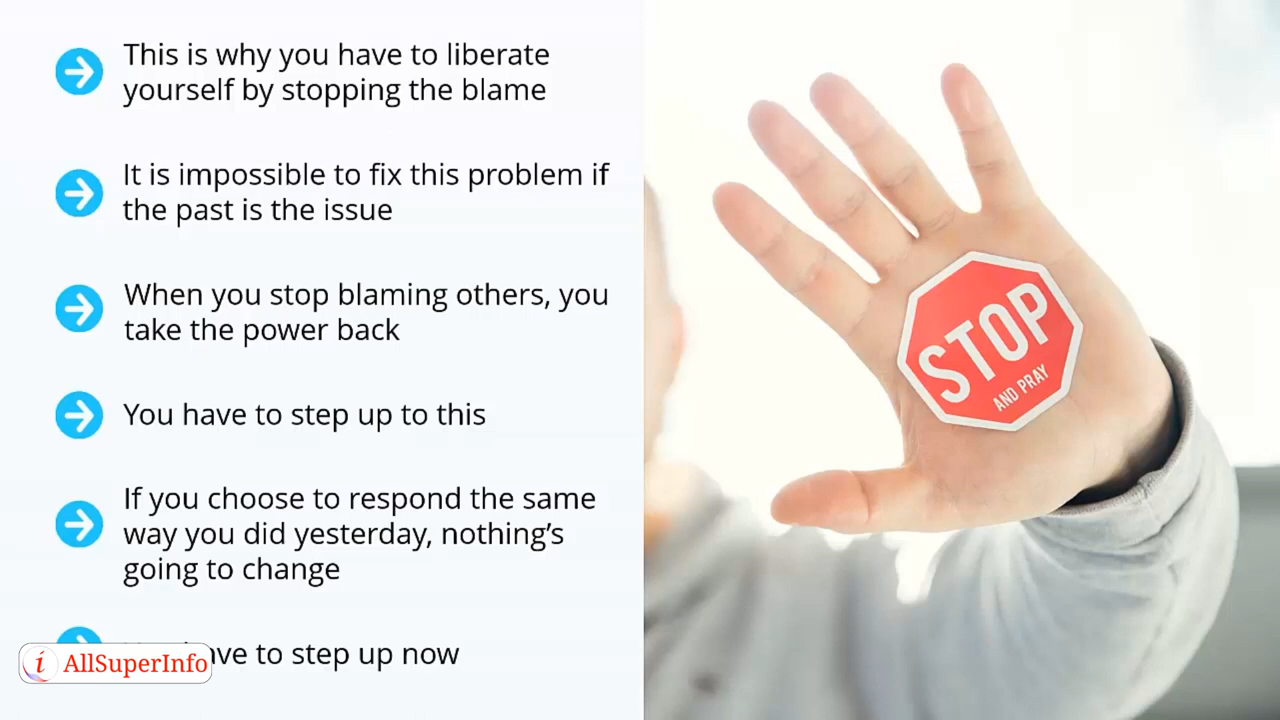 This is why you have to liberate
yourself by stopping the blame
It is impossible to fix this problem if
the past is the issue
When you stop blaming others, you
take the power back
You have to step up to this
If you choose to respond the same
way you did yesterday, nothing’s
going to change
to step up now
i AllSuperInfo
STOP
AND PRAY